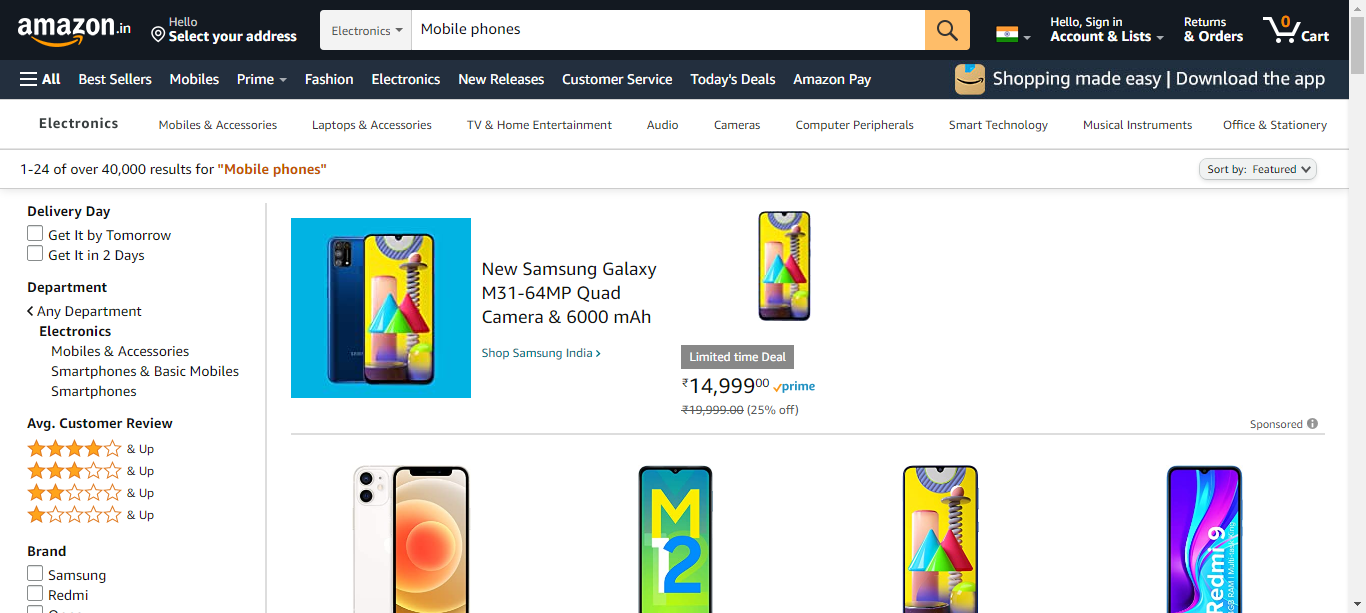 amazon.in
Hello
Select your address
Electronics
Mobile phones
Hello, Sign in
Account & Lists
Returns
& Orders
0
Cart
All
Best Sellers
Mobiles
Prime
Fashion
Electronics
New Releases
Customer Service
Today's Deals
Amazon Pay
Shopping made easy | Download the app
Electronics
Mobiles & Accessories
Laptops & Accessories
TV & Home Entertainment
Audio
Cameras
Computer Peripherals
Smart Technology
Musical Instruments
Office & Stationery
1-24 of over 40,000 results for "Mobile phones"
Sort by: Featured
Delivery Day
Get It by Tomorrow
Get It in 2 Days
Department
Any Department
Electronics
Mobiles & Accessories
Smartphones & Basic Mobiles
Smartphones
Avg. Customer Review
& Up
& Up
& Up
& Up
Brand
Samsung
Redmi
New Samsung Galaxy
M31-64MP Quad
Camera & 6000 mAh
Shop Samsung India ›
Limited time Deal
₹14,99900 prime
₹19,999.00 (25% off)
Sponsored
M
12
Redmi 9